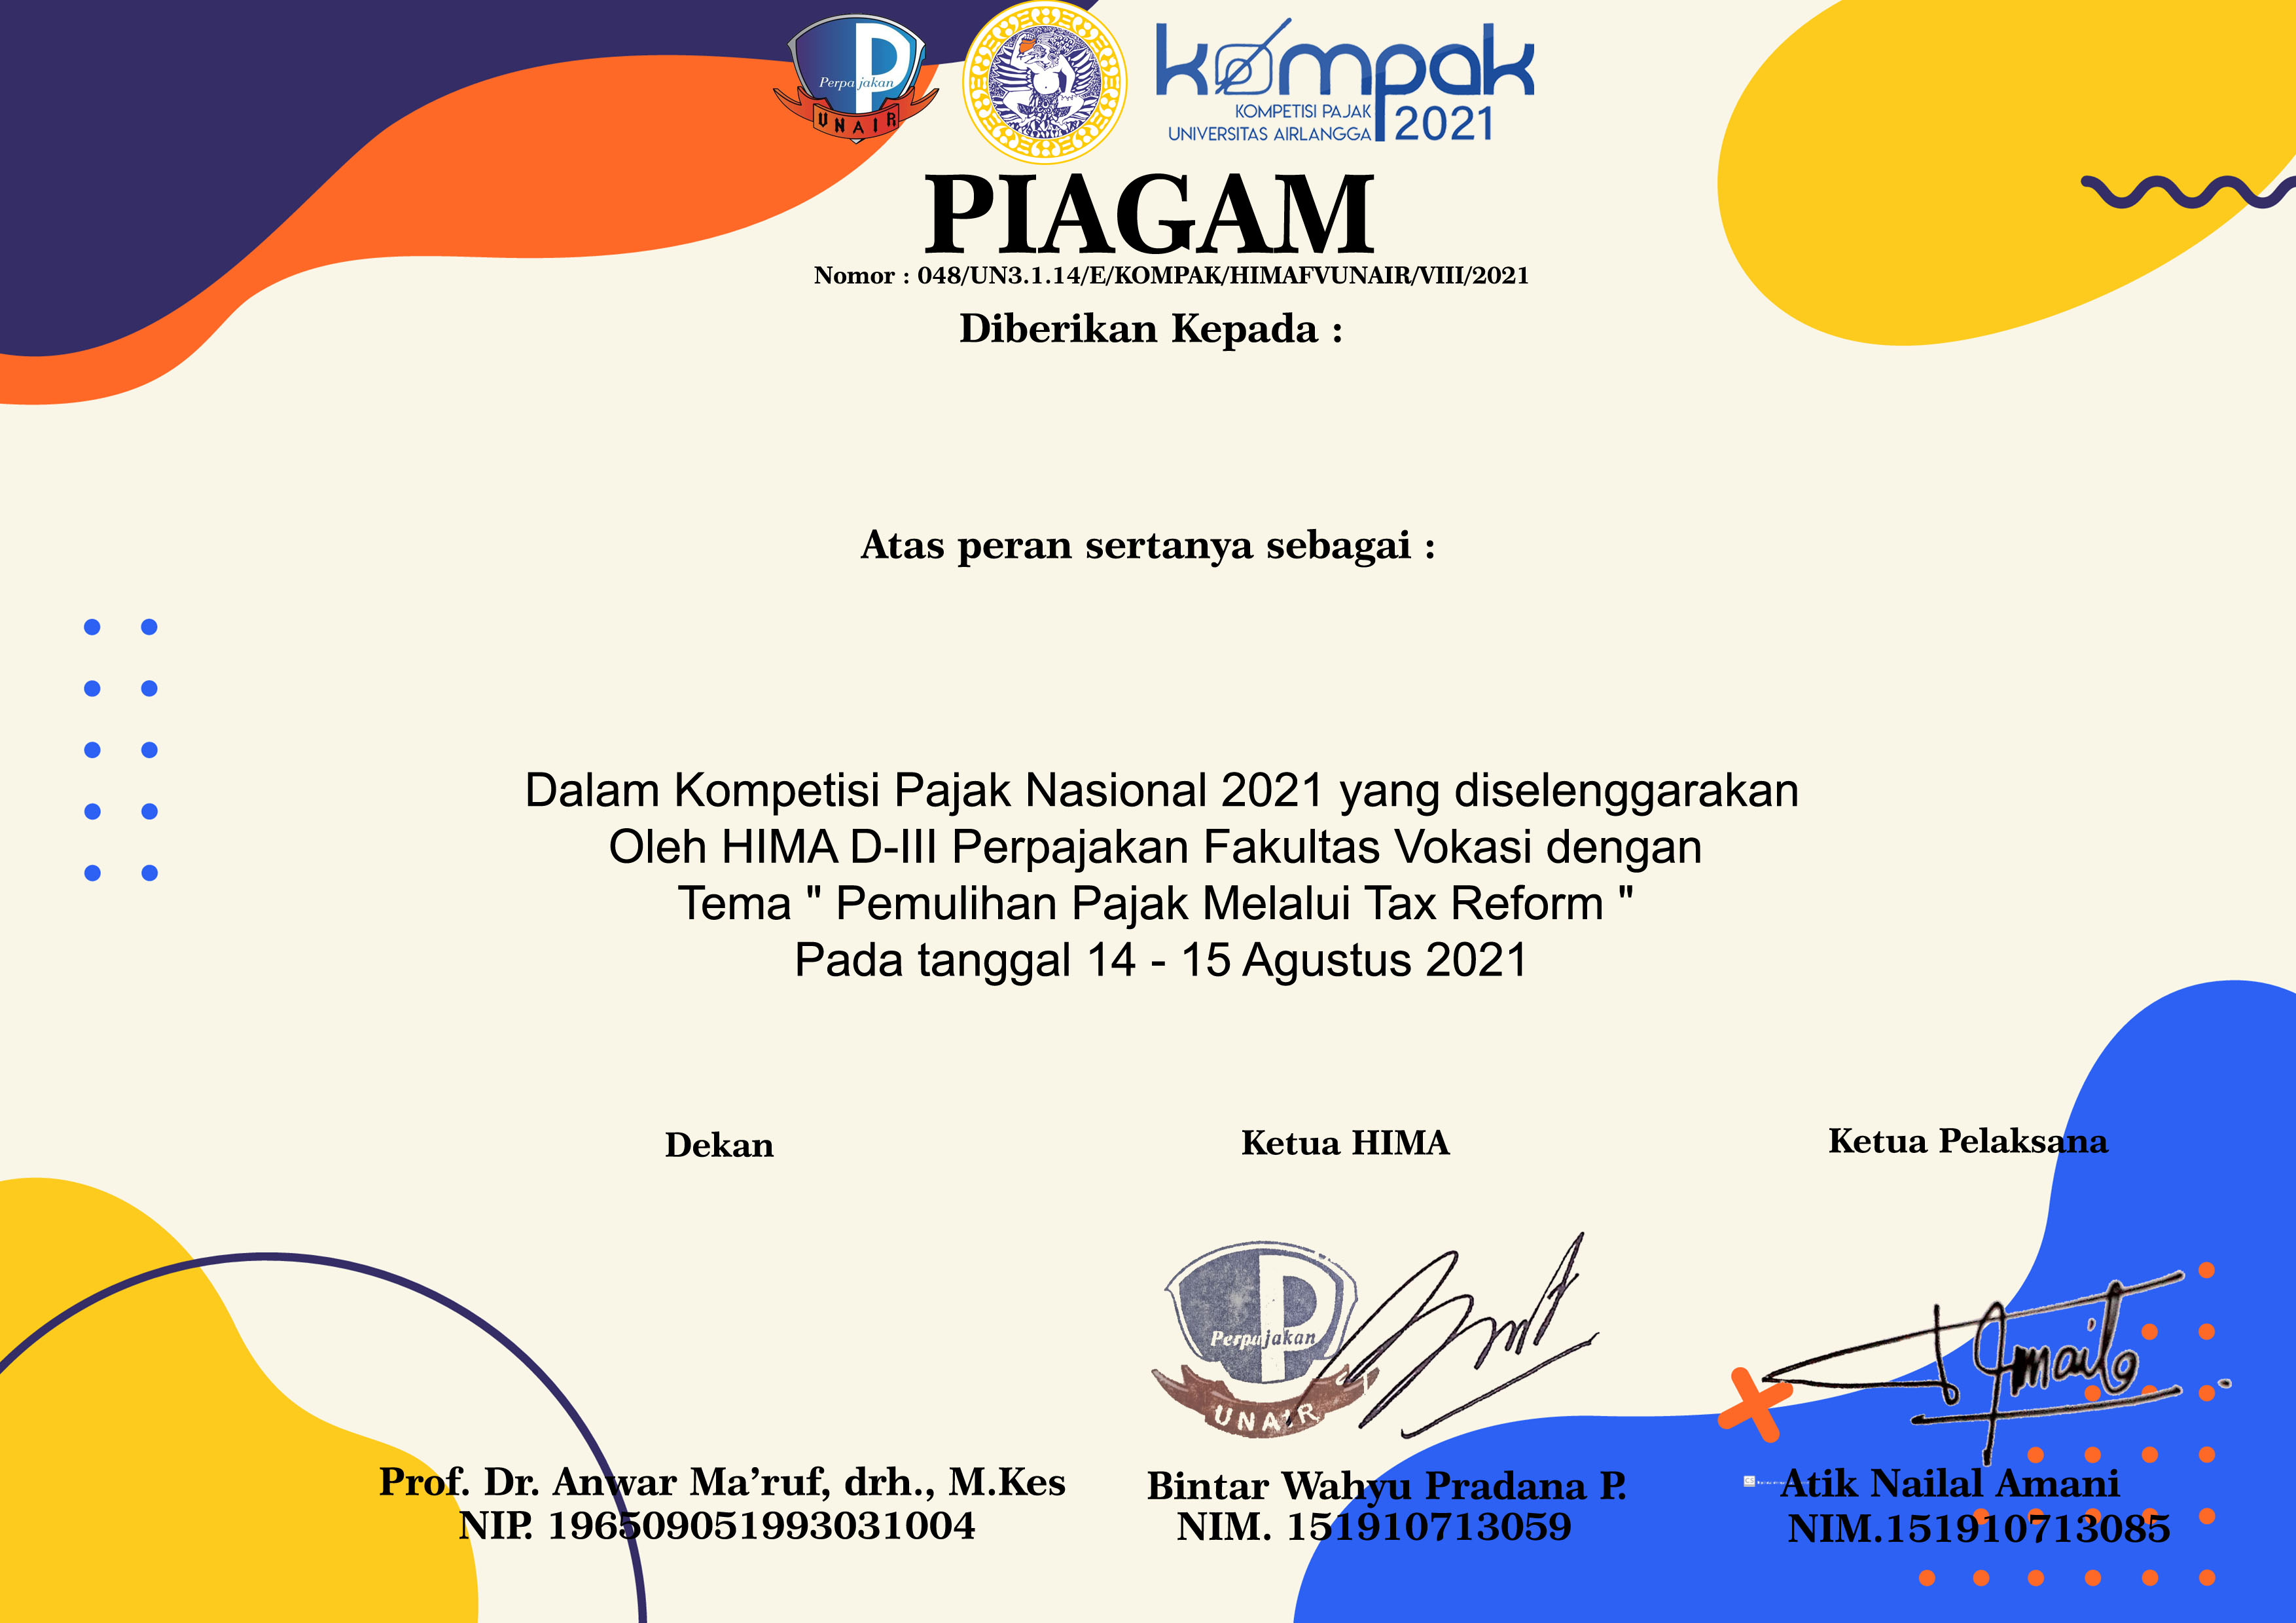 Perpajakan
UNAIR
kompak
KOMPETISI PAJAK
UNIVERSITAS AIRLANGGA
2021
PIAGAM
Nomor : 048/UN3.1.14/E/KOMPAK/HIMAFVUNAIR/VIII/2021
Diberikan Kepada :
Atas peran sertanya sebagai :
Dalam Kompetisi Pajak Nasional 2021 yang diselenggarakan
Oleh HIMA D-III Perpajakan Fakultas Vokasi dengan
Tema " Pemulihan Pajak Melalui Tax Reform "
Pada tanggal 14 - 15 Agustus 2021
Dekan
Ketua HIMA
Ketua Pelaksana
Perpajakan
UNAIR
Prof. Dr. Anwar Ma’ruf, drh., M.Kes
NIP. 196509051993031004
Bintar Wahyu Pradana P.
NIM. 151910713059
Atik Nailal Amani
NIM.151910713085